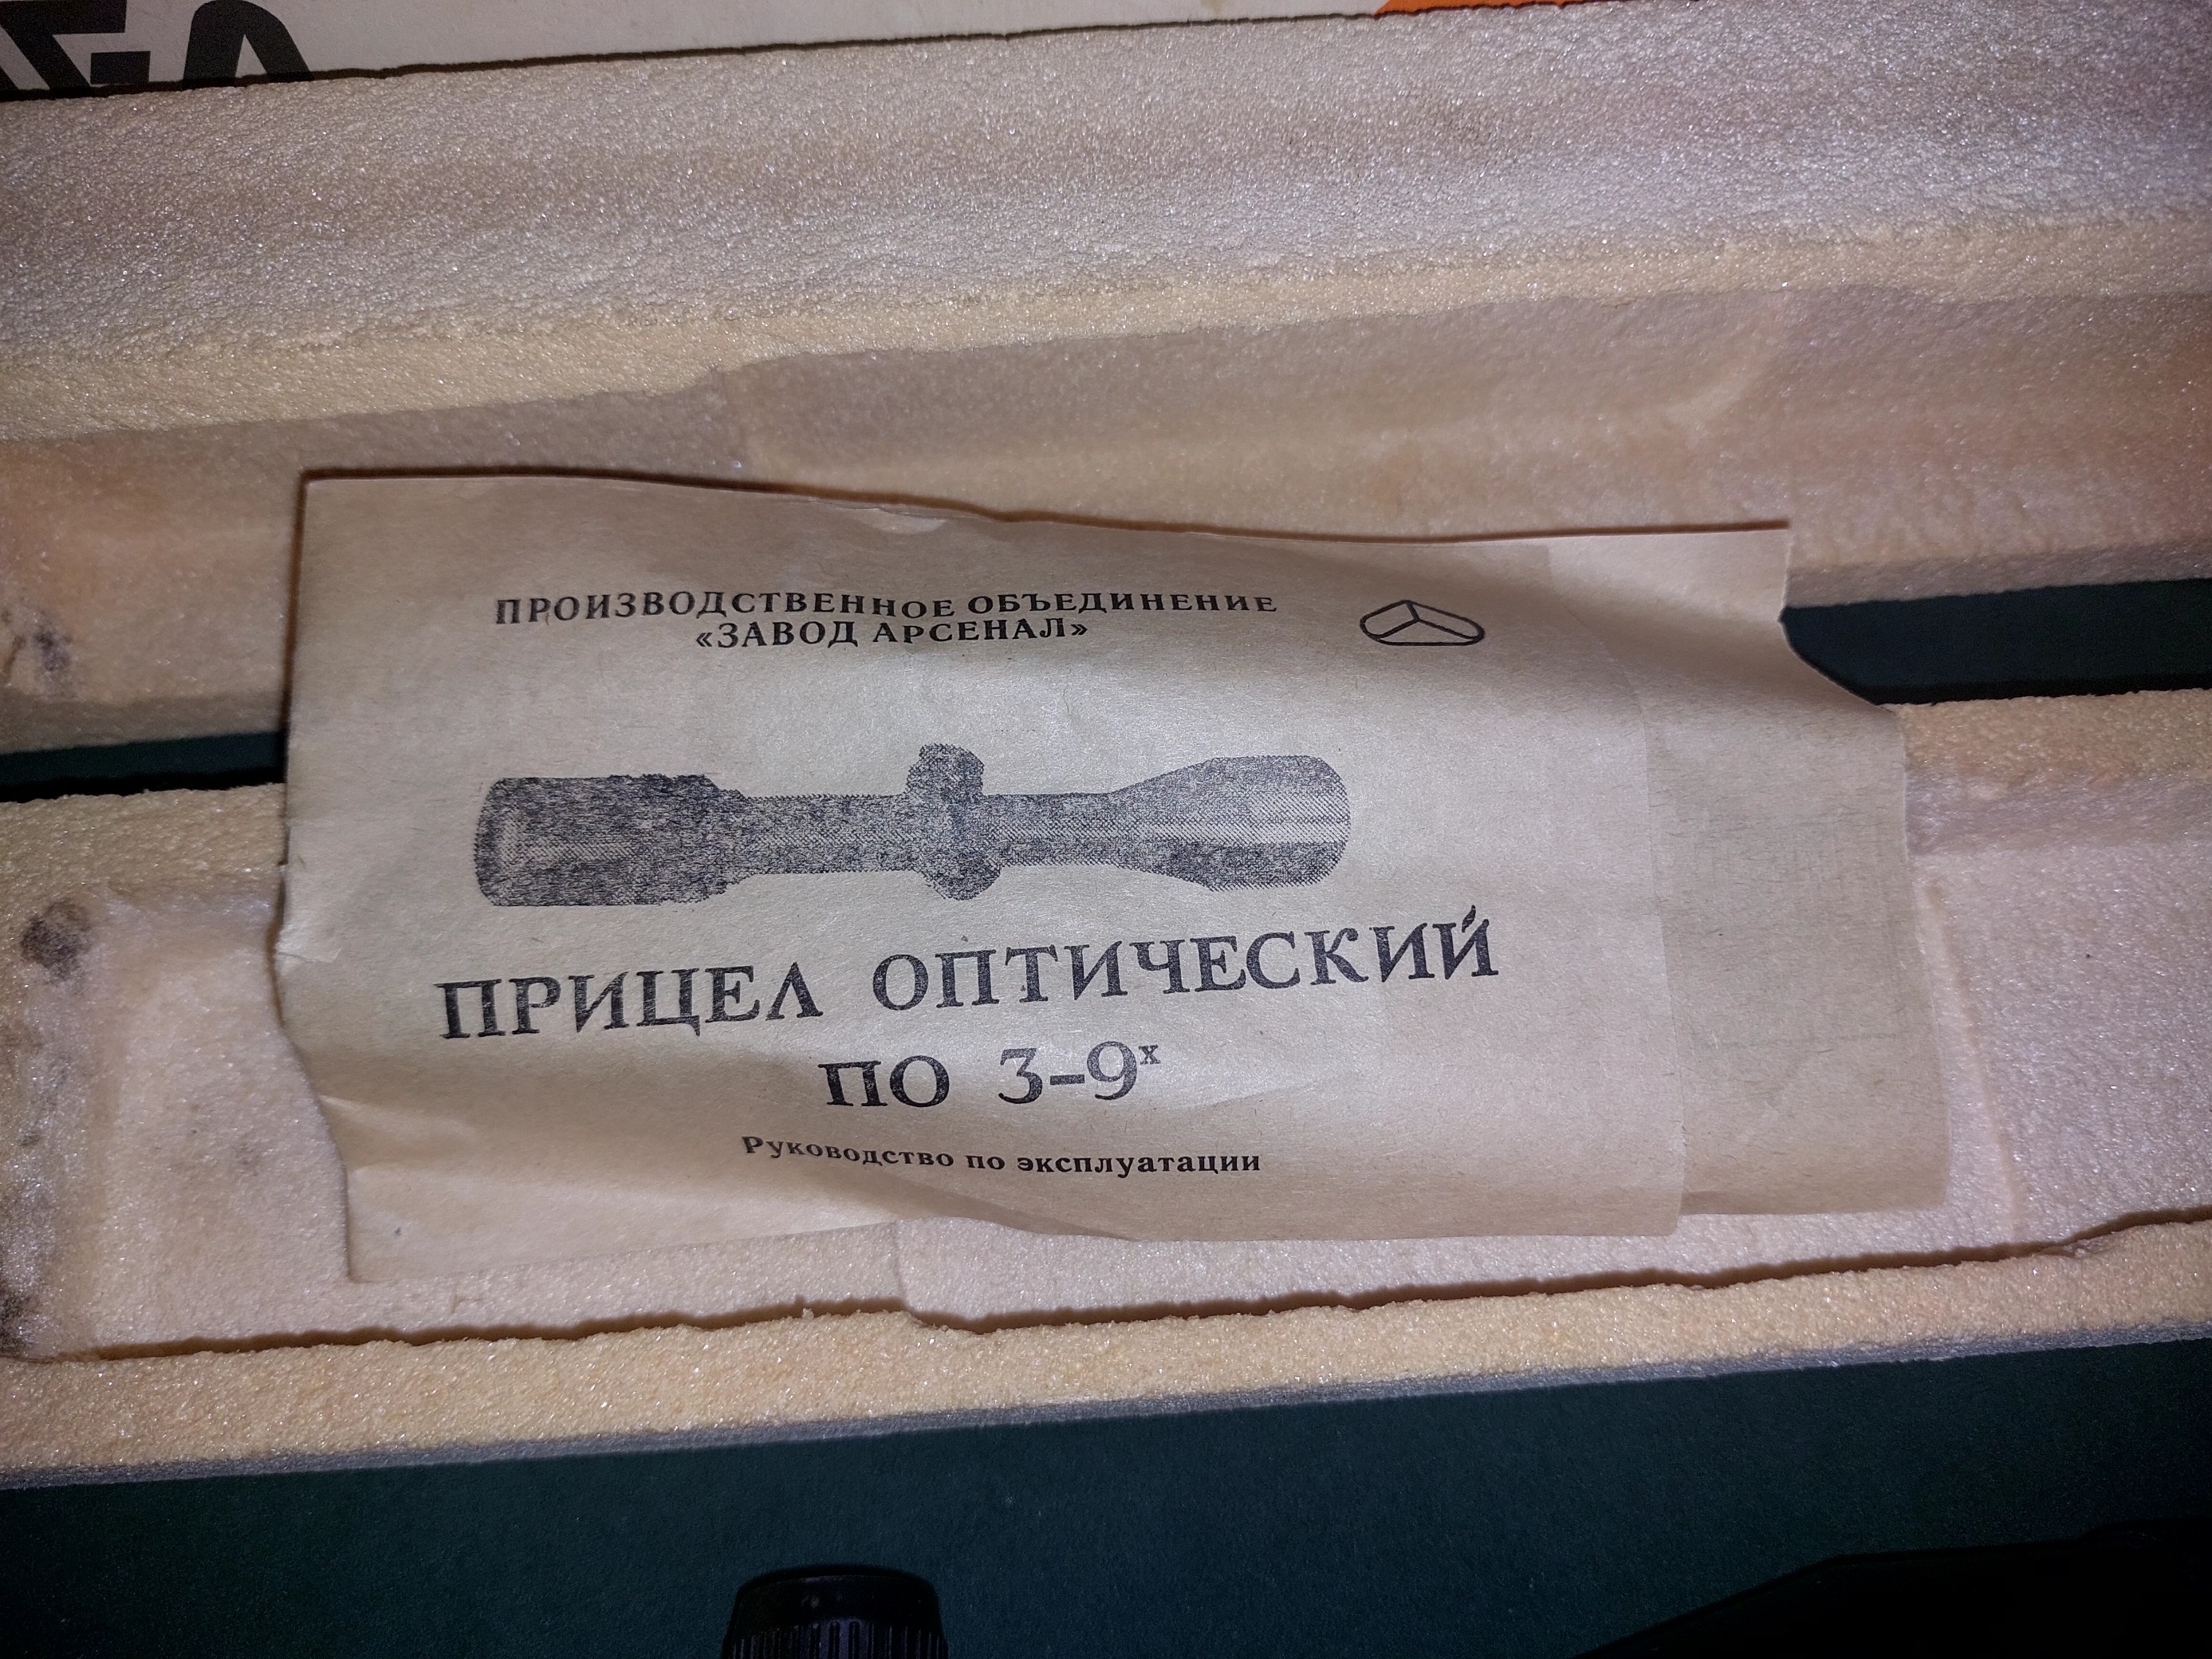 ПРОИЗВОДСТВЕННОЕ ОБЪЕДИНЕНИЕ
«ЗАВОД АРСЕНАЛ»
ПРИЦЕЛ ОПТИЧЕСКИЙ
ПО 3-9ˣ
Руководство по эксплуатации